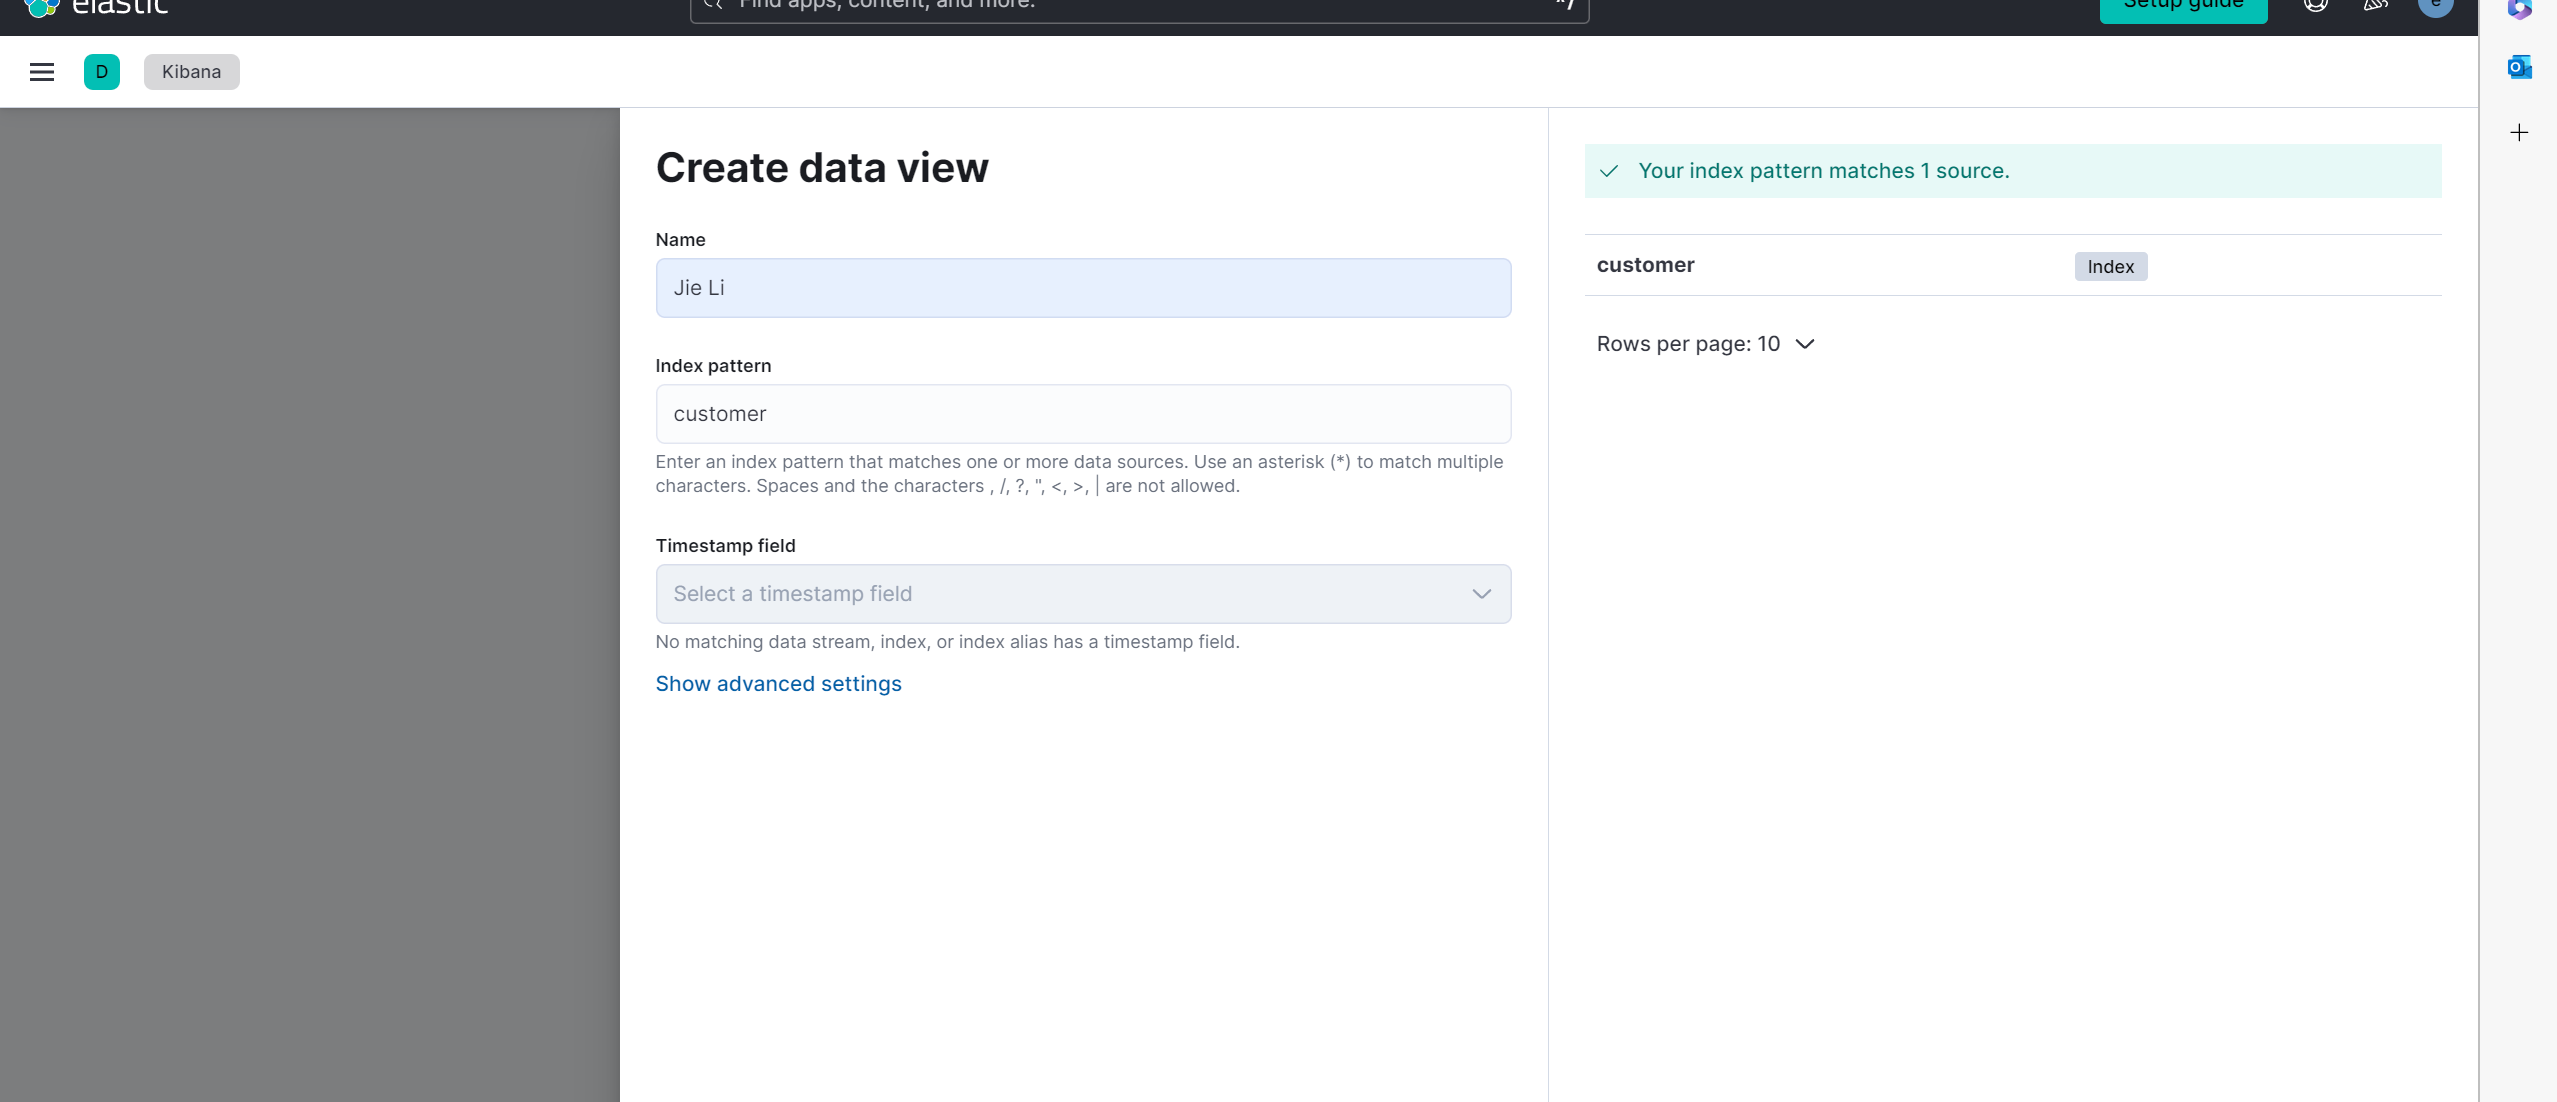 elastic
Find apps, content, and more.
^/
Setup guide
e
D
Kibana
Create data view
Name
Jie Li
Index pattern
customer
Enter an index pattern that matches one or more data sources. Use an asterisk (*) to match multiple
characters. Spaces and the characters , /, ?, ", <, >, | are not allowed.
Timestamp field
Select a timestamp field
No matching data stream, index, or index alias has a timestamp field.
Show advanced settings
Your index pattern matches 1 source.
customer
Index
Rows per page: 10